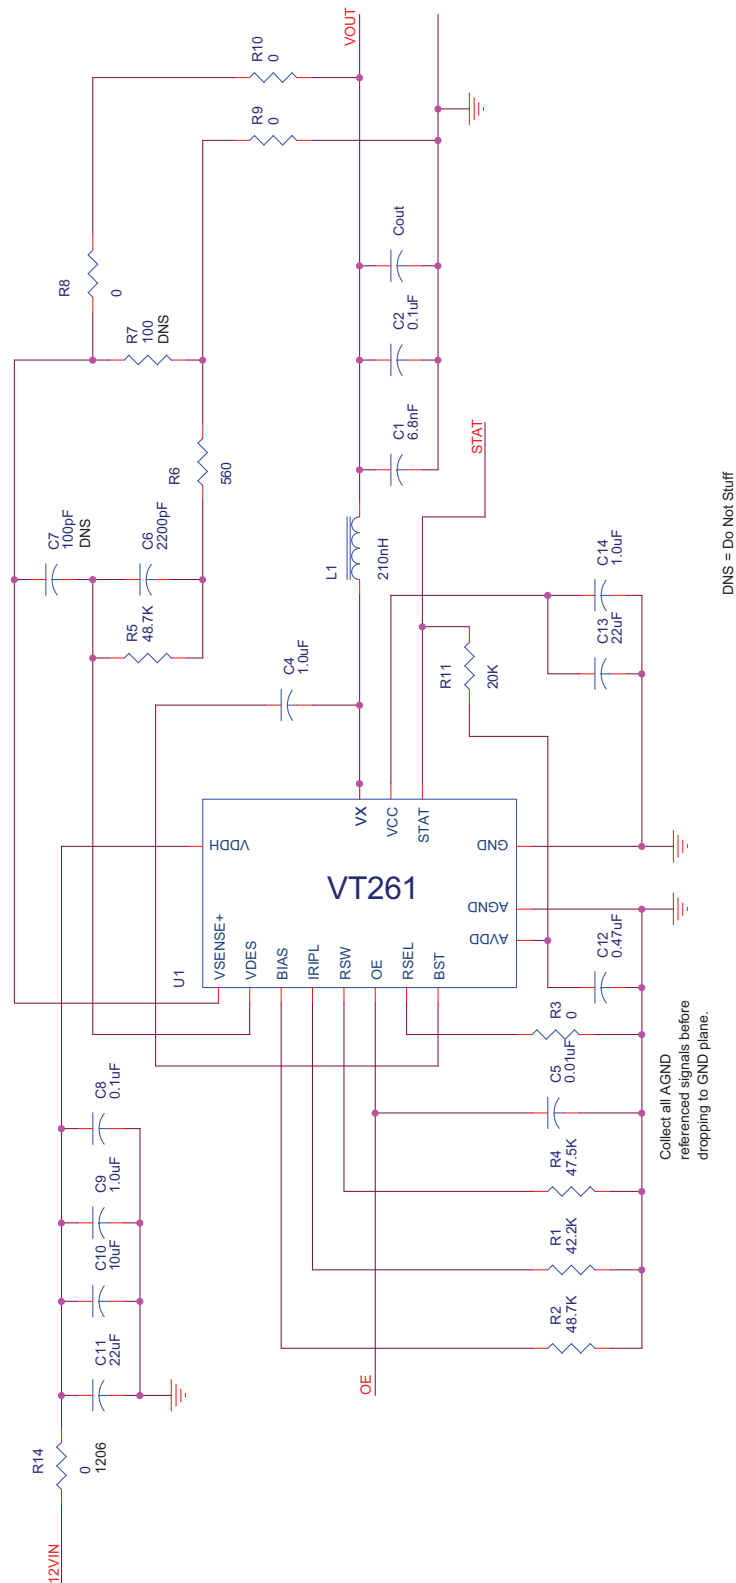 12VIN
R14
0
1206
C11
22uF
C10
10uF
C9
1.0uF
C8
0.1uF
OE
R2
48.7K
R1
42.2K
R4
47.5K
C5
0.01uF
R3
0
C12
0.47uF
Collect all AGND
referenced signals before
dropping to GND plane.
U1
VT261
VSENSE+
VDES
BIAS
IRIPL
RSW
OE
RSEL
BST
VDDH
VX
VCC
STAT
AVDD
AGND
GND
C4
1.0uF
R5
48.7K
C7
100pF
DNS
C6
2200pF
R6
560
R7
100
DNS
R8
0
R9
0
R10
0
L1
210nH
C1
6.8nF
C2
0.1uF
Cout
VOUT
R11
20K
STAT
C13
22uF
C14
1.0uF
DNS = Do Not Stuff